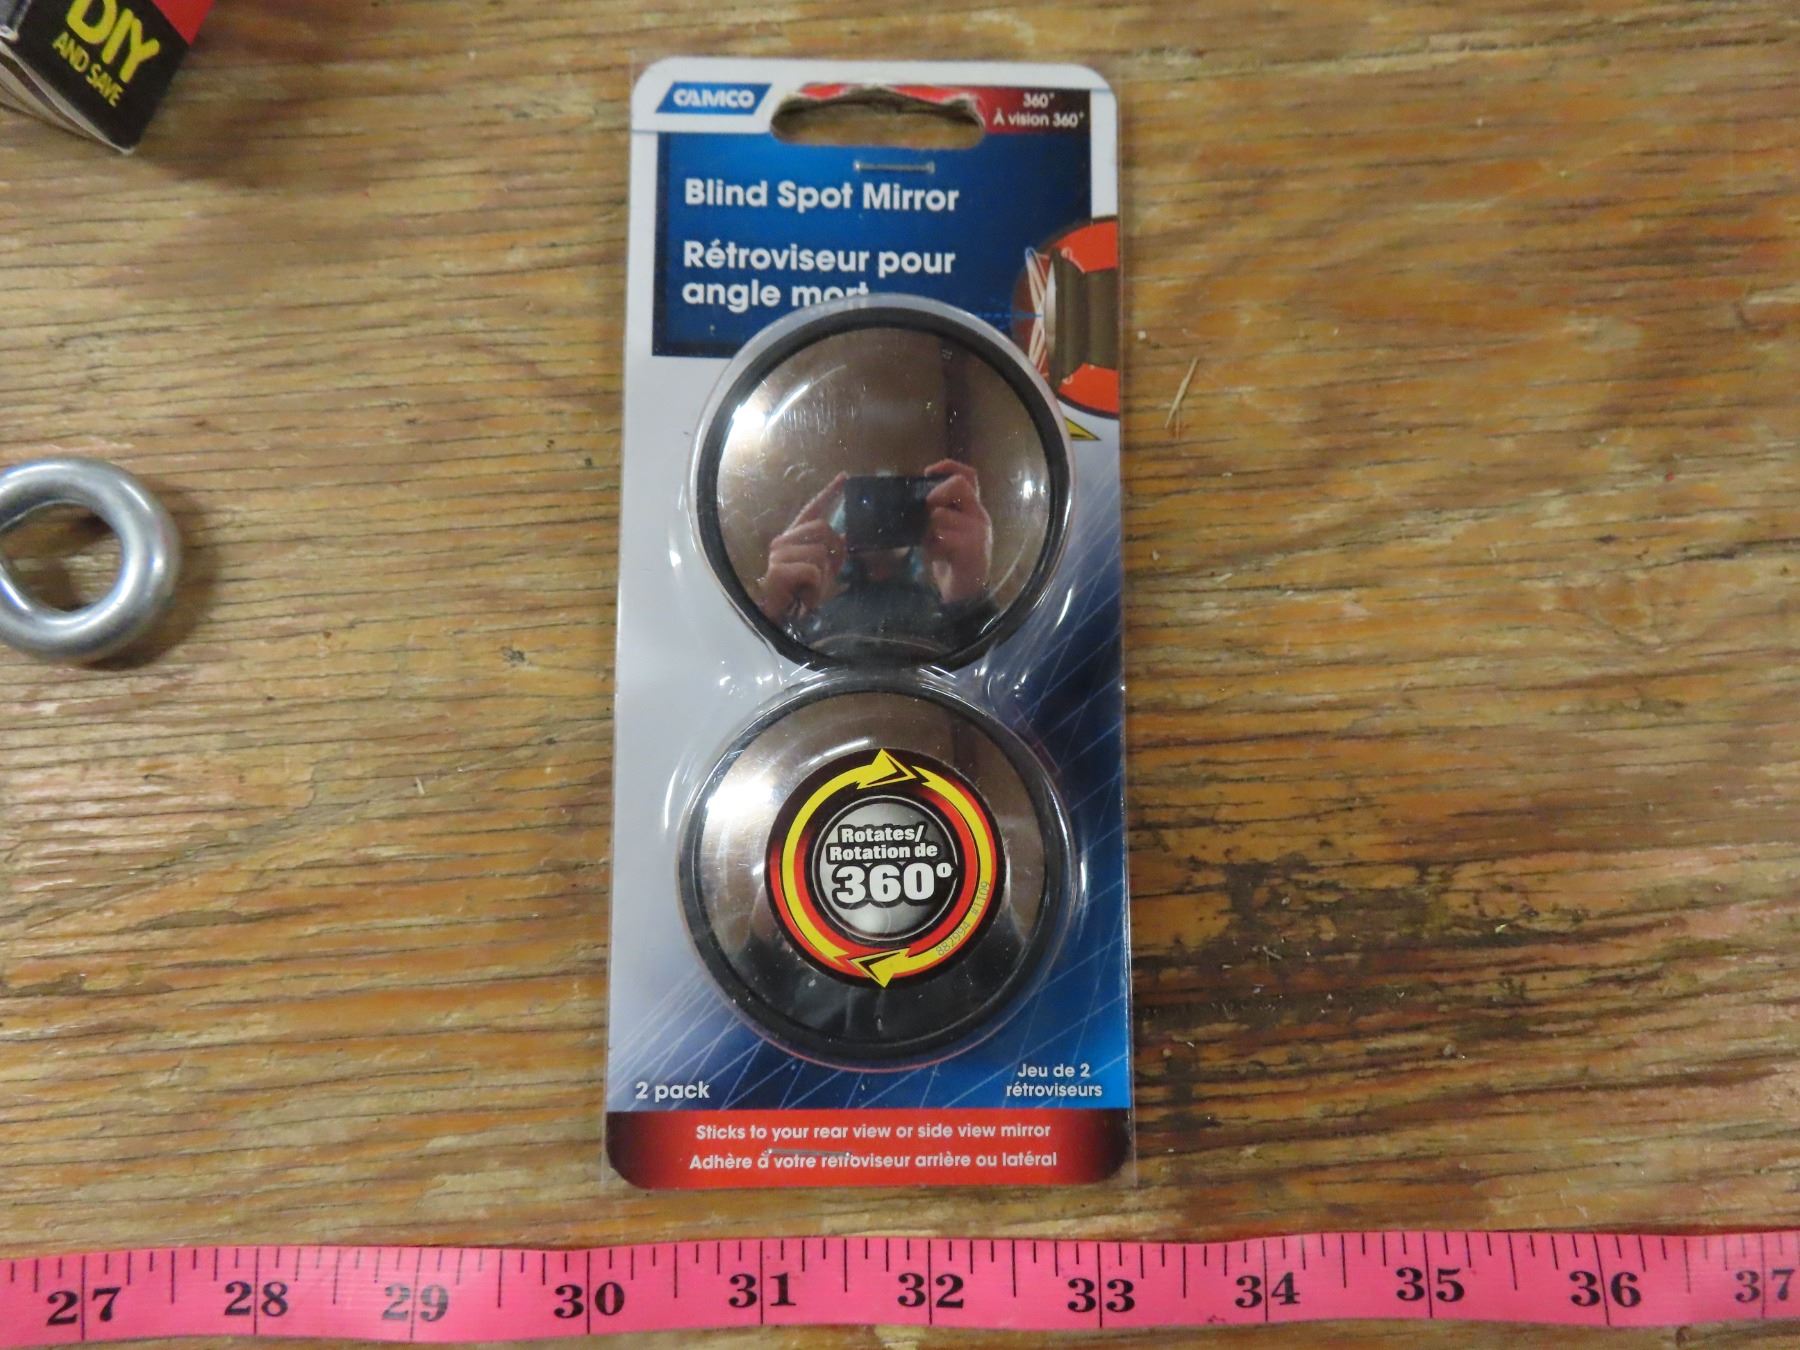 DIY
AND SAVE
CAMCO
360°
À vision 360°
Blind Spot Mirror
Rétroviseur pour
angle mort
Rotates/
Rotation de
360°
882994 #1109
2 pack
Jeu de 2
rétroviseurs
Sticks to your rear view or side view mirror
Adhère à votre rétroviseur arrière ou latéral
27 28 29 30 31 32 33 34 35 36 37